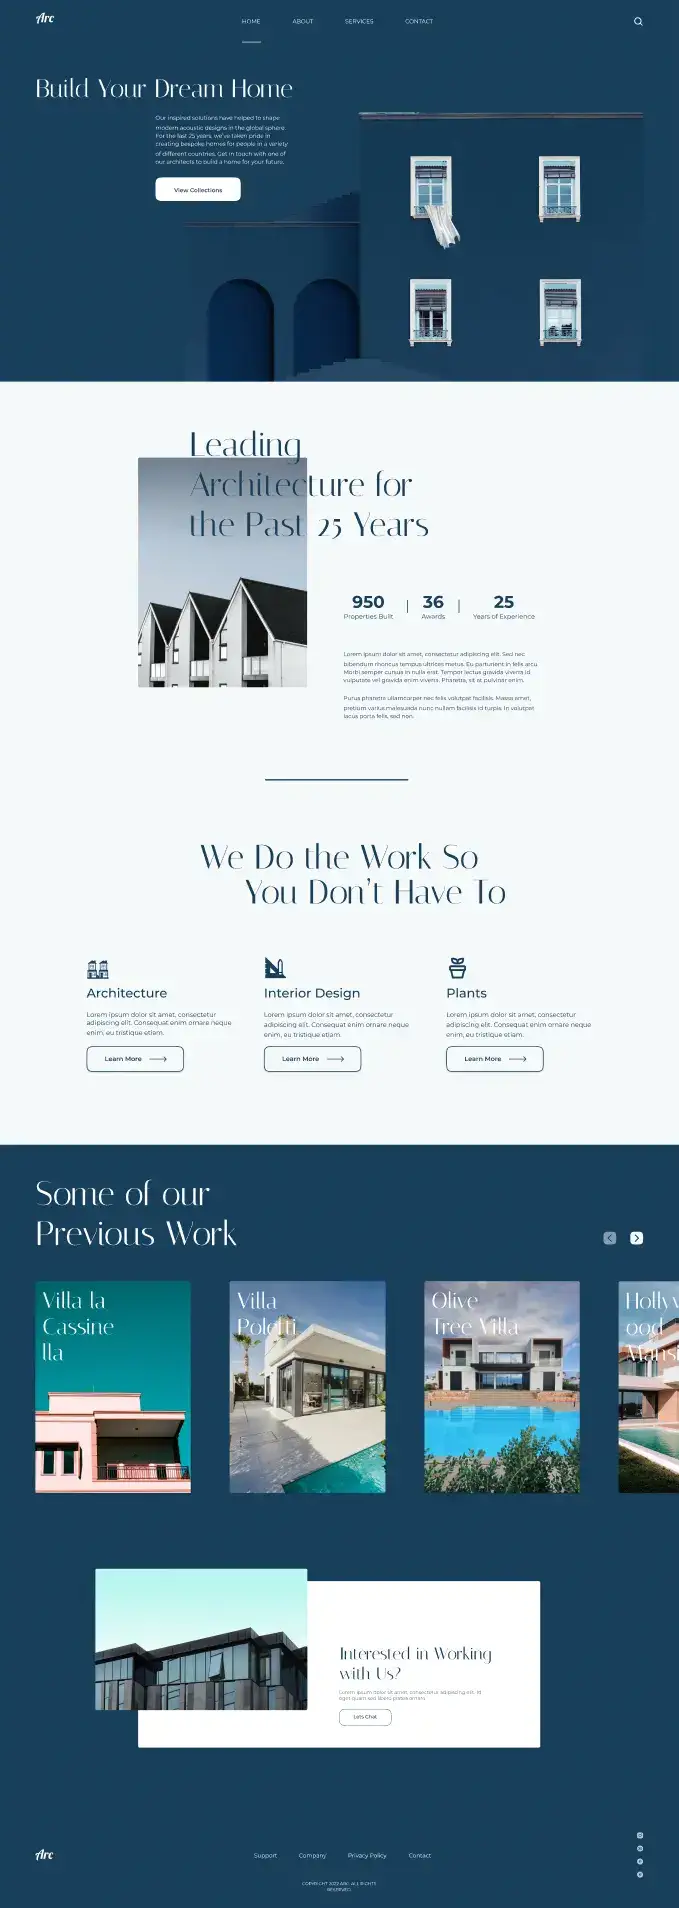 Arc
HOME ABOUT SERVICES CONTACT
Build Your Dream Home
Our inspired solutions have helped to shape
modern acoustic designs in the global sphere.
For the last 25 years, we've taken pride in
creating bespoke homes for people in a variety
of different countries. Get in touch with one of
our architects to build a home for your future.
View Collections
Leading
Architecture for
the Past 25 Years
950 36 25
Properties Built Awards Years of Experience
Lorem ipsum dolor sit amet, consectetur adipiscing elit. Sed nec
bibendum rhoncus tempus ultrices metus. Eu parturient in felis arcu.
Morbi semper cursus in nulla erat. Tempor lectus gravida viverra id
vulputate vel gravida enim viverra. Pharetra, sit at pulvinar enim.
Purus pharetra ullamcorper nec felis volutpat facilisis. Massa amet,
pretium varius malesuada nunc nullam facilisis id turpis. In volutpat
lacus porta felis, sed non.
We Do the Work So
You Don't Have To
Architecture
Lorem ipsum dolor sit amet, consectetur
adipiscing elit. Consequat enim ornare neque
enim, eu tristique etiam.
Learn More
Interior Design
Lorem ipsum dolor sit amet, consectetur
adipiscing elit. Consequat enim ornare neque
enim, eu tristique etiam.
Learn More
Plants
Lorem ipsum dolor sit amet, consectetur
adipiscing elit. Consequat enim ornare neque
enim, eu tristique etiam.
Learn More
Some of our
Previous Work
Villa la
Cassine
lla
Villa
Poletti
Olive
Tree Villa
Hollyw
ood
Mansi
Interested in Working
with Us?
Lorem ipsum dolor sit amet, consectetur adipiscing elit. Id
eget quam sed libero, platea enim.
Lets Chat
Arc
Support Company Privacy Policy Contact
COPYRIGHT 2022 ARC. ALL RIGHTS
RESERVED.